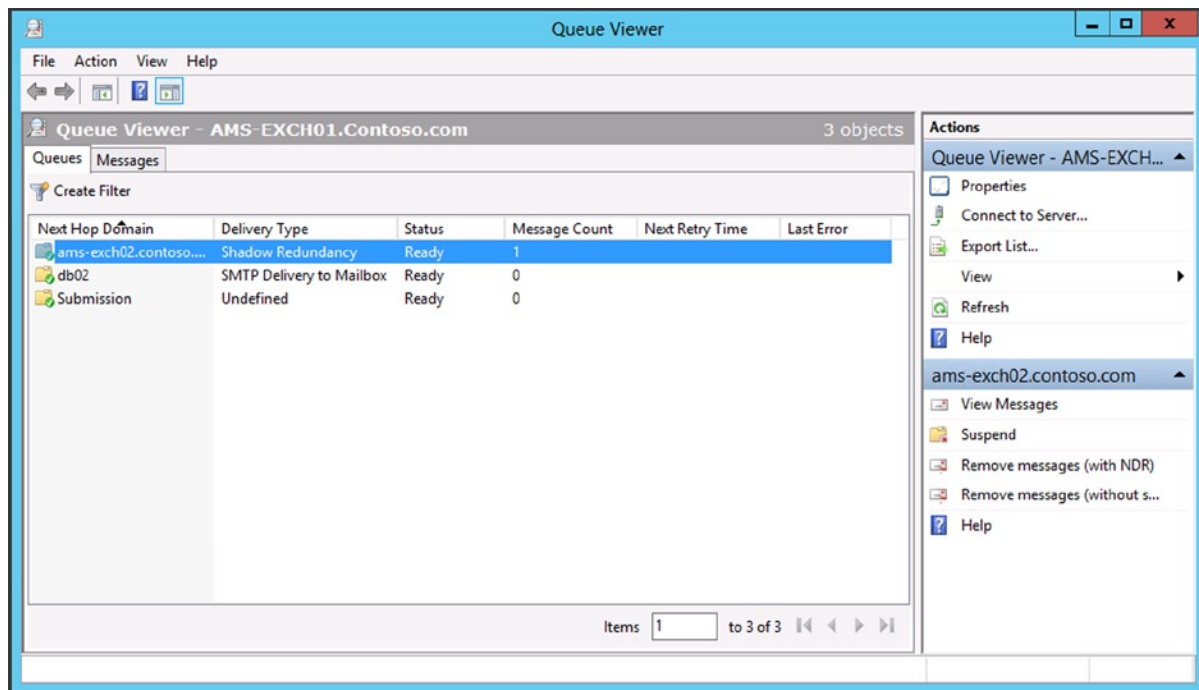 Queue Viewer
File Action View Help
Queue Viewer - AMS-EXCH01.Contoso.com 3 objects
Queues Messages
Create Filter
Next Hop Domain Delivery Type Status Message Count Next Retry Time Last Error
ams-exch02.contoso.... Shadow Redundancy Ready 1
db02 SMTP Delivery to Mailbox Ready 0
Submission Undefined Ready 0
Items 1 to 3 of 3
Actions
Queue Viewer - AMS-EXCH...
Properties
Connect to Server...
Export List...
View
Refresh
Help
ams-exch02.contoso.com
View Messages
Suspend
Remove messages (with NDR)
Remove messages (without s...
Help